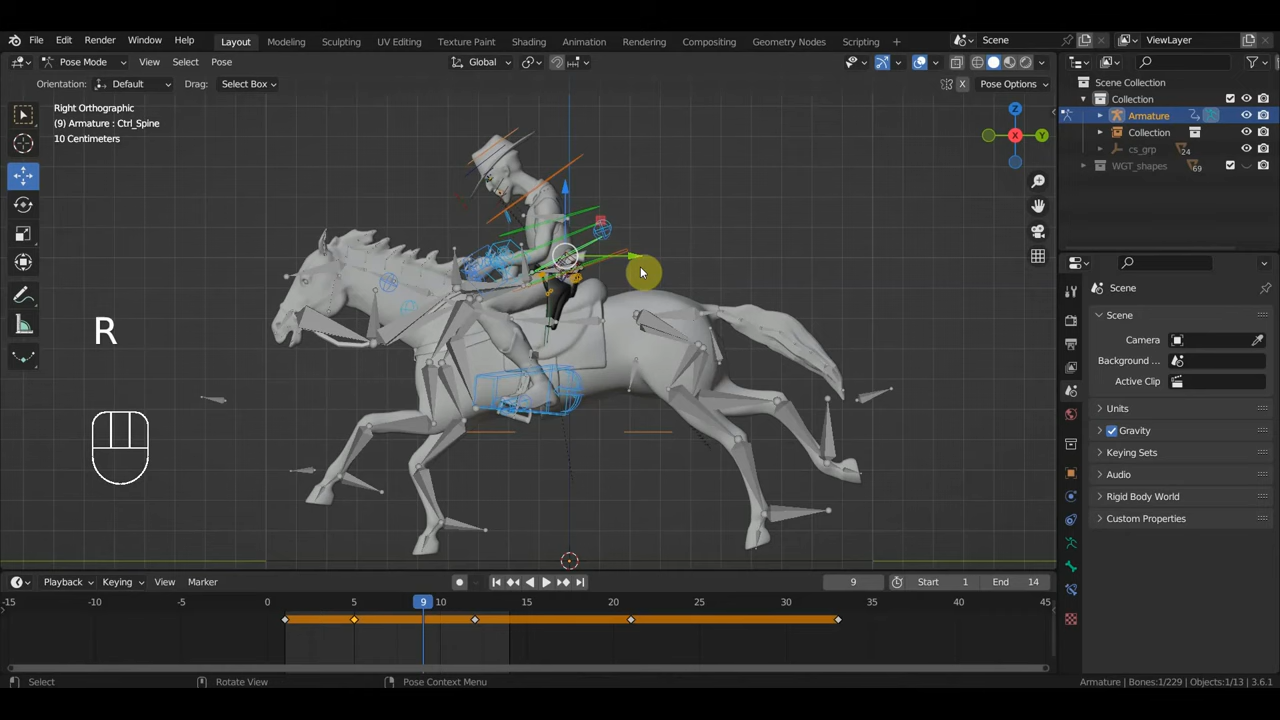 File Edit Render Window Help Layout Modeling Sculpting UV Editing Texture Paint Shading Animation Rendering Compositing Geometry Nodes Scripting + Scene ViewLayer
Pose Mode View Select Pose Global
Orientation: Default Drag: Select Box X Pose Options
Right Orthographic
(9) Armature : Ctrl_Spine
10 Centimeters
Z
X
Y
R
Scene Collection
Collection
Armature
Collection
cs_grp 24
WGT_shapes 69
Scene
Scene
Camera
Background ...
Active Clip
Units
Gravity
Keying Sets
Audio
Rigid Body World
Custom Properties
Playback Keying View Marker 9 Start 1 End 14
-15 -10 -5 0 5 9 10 15 20 25 30 35 40 45
Select Rotate View Pose Context Menu Armature | Bones:1/229 | Objects:1/13 | 3.6.1